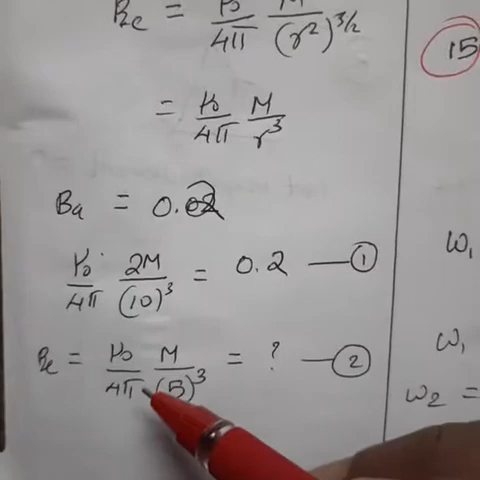 Be = μ0/4π M/(r²)^3/2
= μ0/4π M/r³
Ba = 0.02
μ0/4π 2M/(10)³ = 0.2 — ①
Be = μ0/4π M/(5)³ = ? — ②
15
ω1
ω1
ω2 =